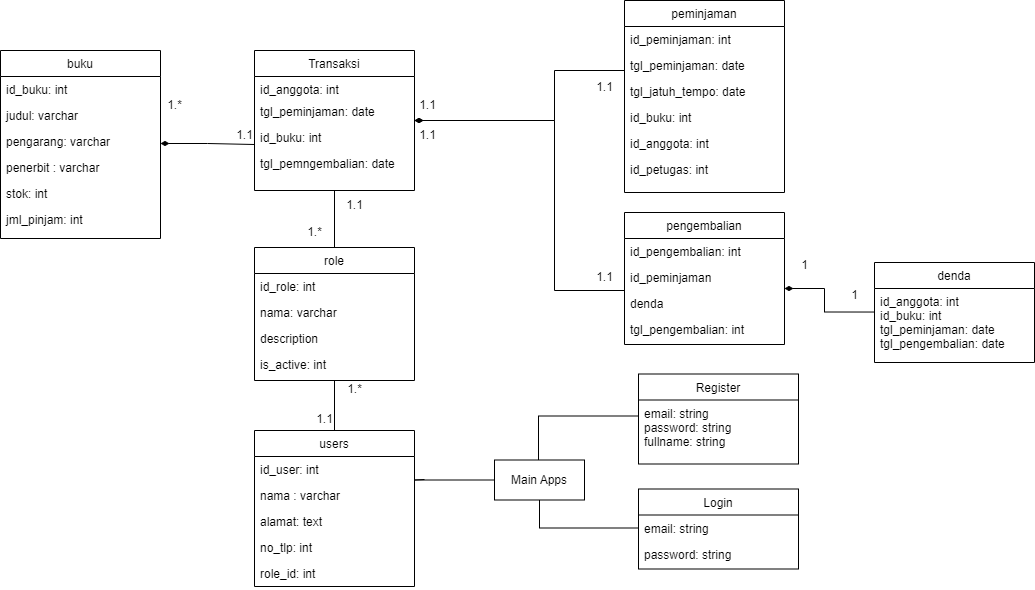 buku
id_buku: int
judul: varchar
pengarang: varchar
penerbit : varchar
stok: int
jml_pinjam: int
1.*
1.1
Transaksi
id_anggota: int
tgl_peminjaman: date
id_buku: int
tgl_pemngembalian: date
1.1
1.1
1.1
1.*
role
id_role: int
nama: varchar
description
is_active: int
1.*
1.1
users
id_user: int
nama : varchar
alamat: text
no_tlp: int
role_id: int
peminjaman
id_peminjaman: int
tgl_peminjaman: date
tgl_jatuh_tempo: date
id_buku: int
id_anggota: int
id_petugas: int
1.1
pengembalian
id_pengembalian: int
id_peminjaman
denda
tgl_pengembalian: int
1.1
1
1
denda
id_anggota: int
id_buku: int
tgl_peminjaman: date
tgl_pengembalian: date
Main Apps
Register
email: string
password: string
fullname: string
Login
email: string
password: string